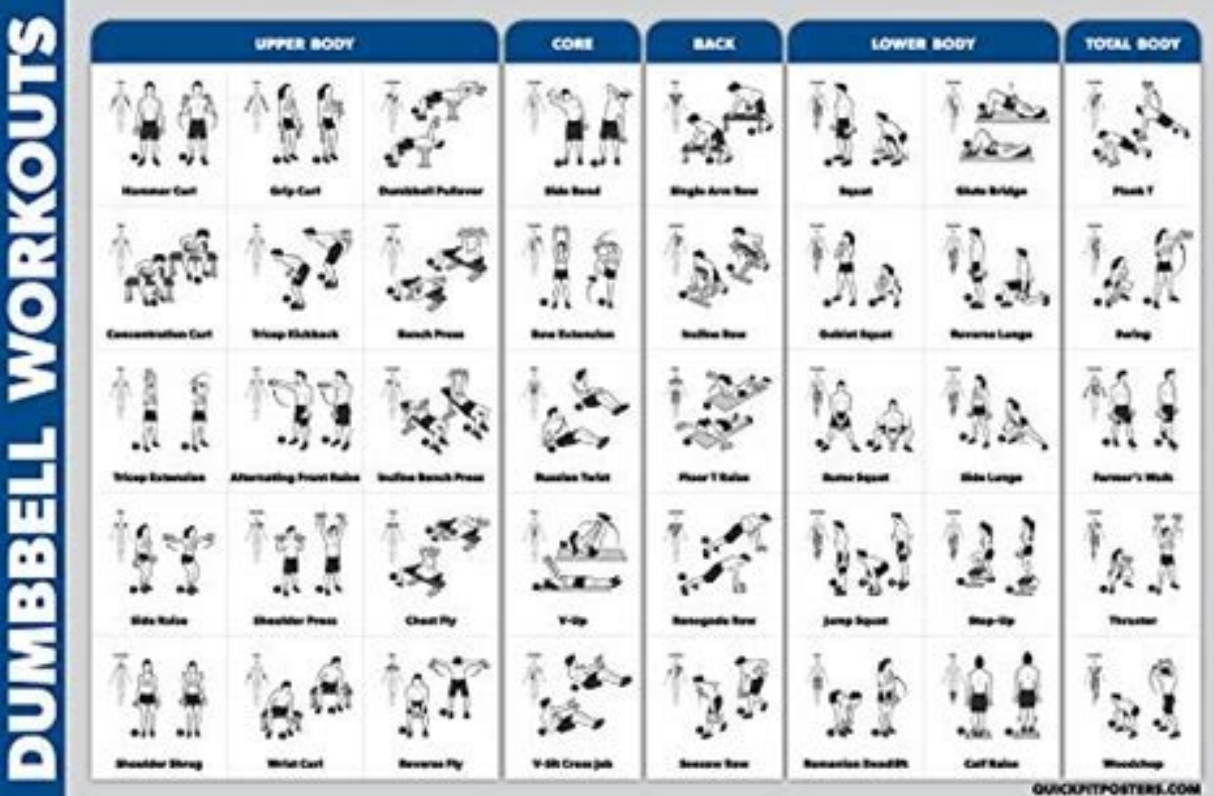 DUMBBELL WORKOUTS
UPPER BODY
CORE
BACK
LOWER BODY
TOTAL BODY
Hammer Curl
Grip Curl
Dumbbell Pullover
Side Bend
Single Arm Row
Squat
Glute Bridge
Plank T
Concentration Curl
Tricep Kickback
Bench Press
Extension
Incline Row
Goblet Squat
Reverse Lunge
Swing
Tricep Extension
Alternating Front Raise
Incline Bench Press
Russian Twist
Floor T Raise
Sumo Squat
Side Lunge
Farmer's Walk
Side Raise
Shoulder Press
Chest Fly
V-Up
Renegade Row
Jump Squat
Step-Up
Thruster
Shoulder Shrug
Wrist Curl
Reverse Fly
V-Sit Cross Jab
Seesaw Row
Romanian Deadlift
Calf Raise
Woodchop
QUICKFITPOSTERS.COM